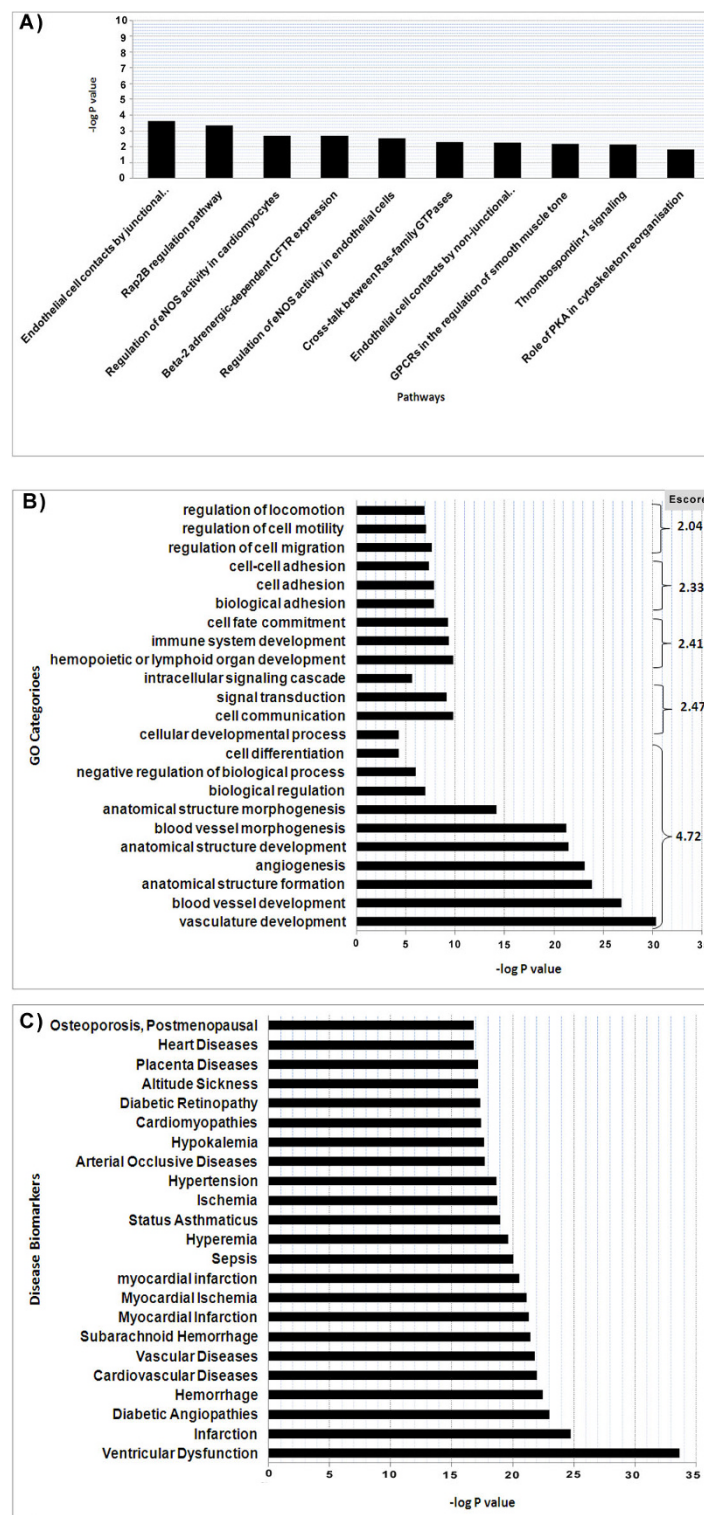 A)
10
9
8
7
6
5
4
3
2
1
0
-log P value
Endothelial cell contacts by junctional..
Rap2B regulation pathway
Regulation of eNOS activity in cardiomyocytes
Beta-2 adrenergic-dependent CFTR expression
Regulation of eNOS activity in endothelial cells
Cross-talk between Ras-family GTPases
Endothelial cell contacts by non-junctional..
GPCRs in the regulation of smooth muscle tone
Thrombospondin-1 signaling
Role of PKA in cytoskeleton reorganisation
Pathways
B)
Escore
regulation of locomotion
regulation of cell motility
regulation of cell migration
cell-cell adhesion
cell adhesion
biological adhesion
cell fate commitment
immune system development
hemopoietic or lymphoid organ development
intracellular signaling cascade
signal transduction
cell communication
cellular developmental process
cell differentiation
negative regulation of biological process
biological regulation
anatomical structure morphogenesis
blood vessel morphogenesis
anatomical structure development
angiogenesis
anatomical structure formation
blood vessel development
vasculature development
2.04
2.33
2.41
2.47
4.72
GO Categorioes
0 5 10 15 20 25 30 35
-log P value
C)
Osteoporosis, Postmenopausal
Heart Diseases
Placenta Diseases
Altitude Sickness
Diabetic Retinopathy
Cardiomyopathies
Hypokalemia
Arterial Occlusive Diseases
Hypertension
Ischemia
Status Asthmaticus
Hyperemia
Sepsis
myocardial infarction
Myocardial Ischemia
Myocardial Infarction
Subarachnoid Hemorrhage
Vascular Diseases
Cardiovascular Diseases
Hemorrhage
Diabetic Angiopathies
Infarction
Ventricular Dysfunction
Disease Biomarkers
0 5 10 15 20 25 30 35
-log P value